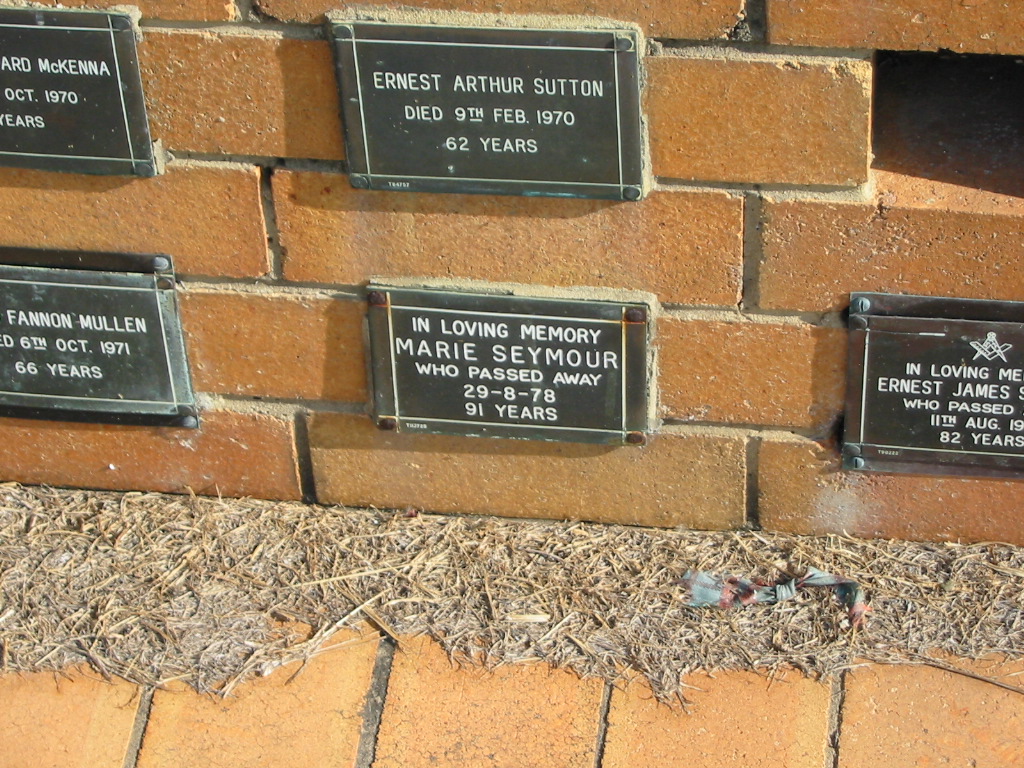 ARD McKENNA
OCT. 1970
YEARS
ERNEST ARTHUR SUTTON
DIED 9TH FEB. 1970
62 YEARS
FANNON-MULLEN
ED 6TH OCT. 1971
66 YEARS
IN LOVING MEMORY
MARIE SEYMOUR
WHO PASSED AWAY
29-8-78
91 YEARS
IN LOVING ME
ERNEST JAMES S
WHO PASSED
11TH AUG. 19
82 YEARS